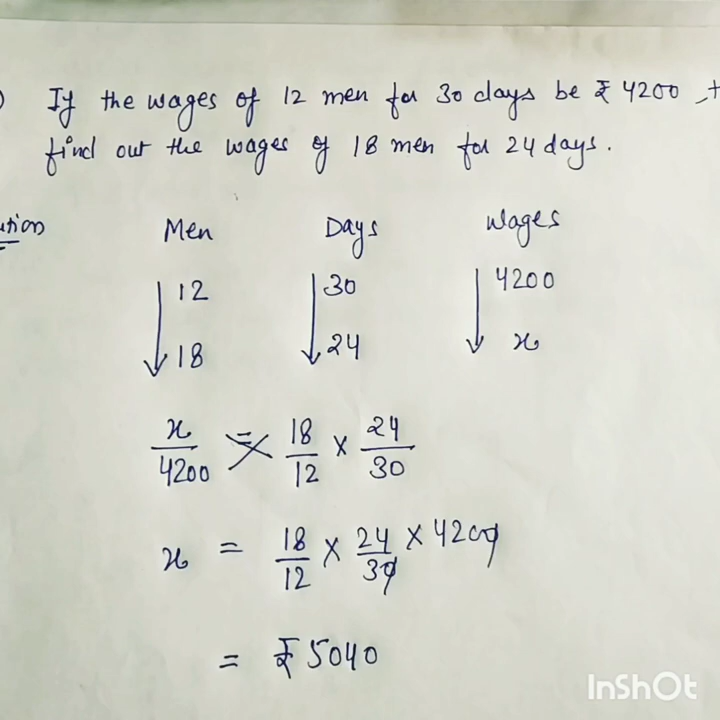 If the wages of 12 men for 30 days be ₹ 4200,
find out the wages of 18 men for 24 days.
Men Days Wages
12 30 4200
18 24 x
x/4200 = 18/12 × 24/30
x = 18/12 × 24/30 × 4200
= ₹ 5040
InShOt